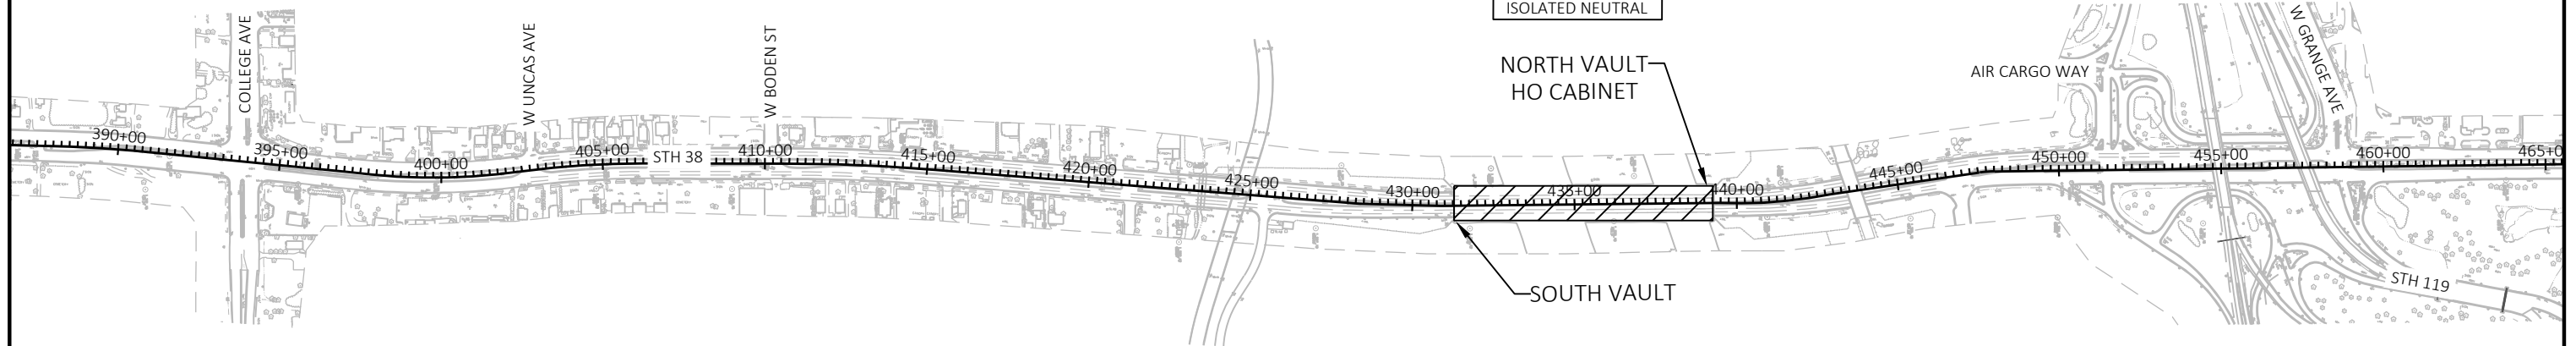 ISOLATED NEUTRAL
NORTH VAULT
HO CABINET
COLLEGE AVE
W UNCAS AVE
W BODEN ST
AIR CARGO WAY
W GRANGE AVE
390+00
395+00
400+00
405+00
STH 38
410+00
415+00
420+00
425+00
430+00
435+00
440+00
445+00
450+00
455+00
460+00
465+0
SOUTH VAULT
STH 119